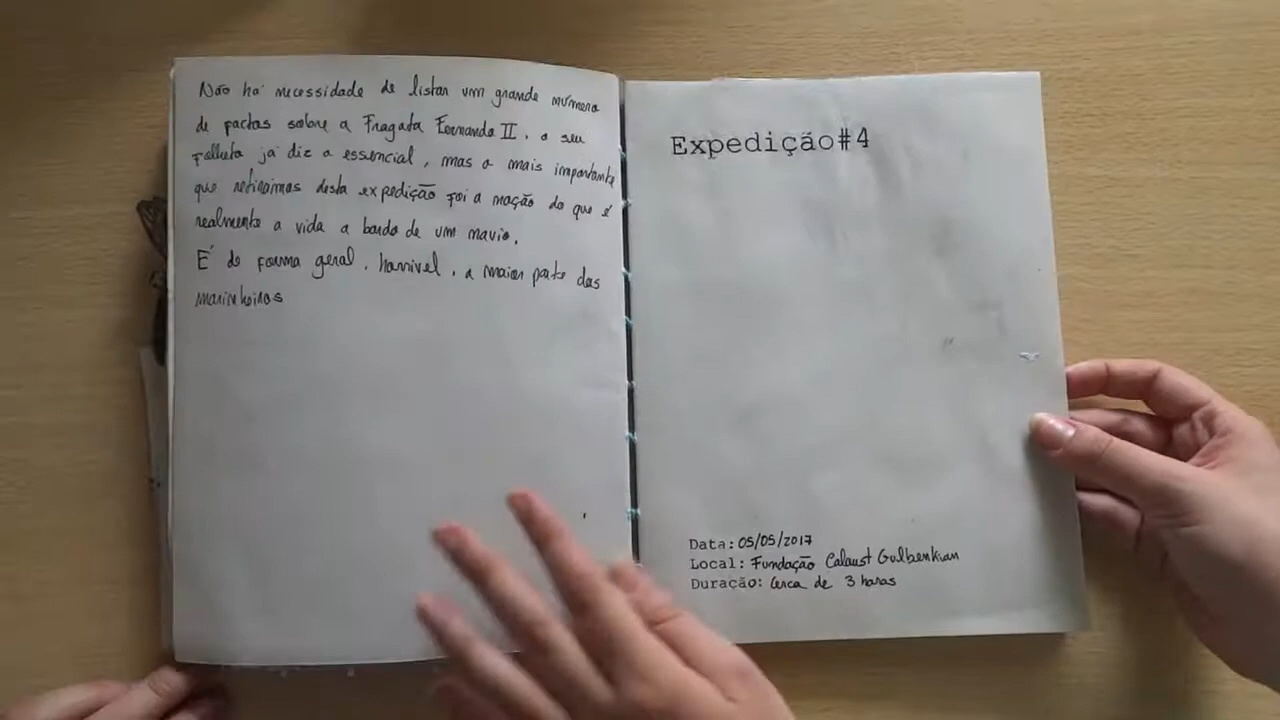 Não há necessidade de listar um grande número
de factos sobre a Fragata Fernando II, o seu
folheto já diz o essencial, mas o mais importante
que retiramos desta expedição foi a noção do que é
realmente a vida a bordo de um navio.
É de forma geral, horrível, a maior parte dos
marinheiros
Expedição#4
Data: 05/05/2017
Local: Fundação Caloust Gulbenkian
Duração: Cerca de 3 horas